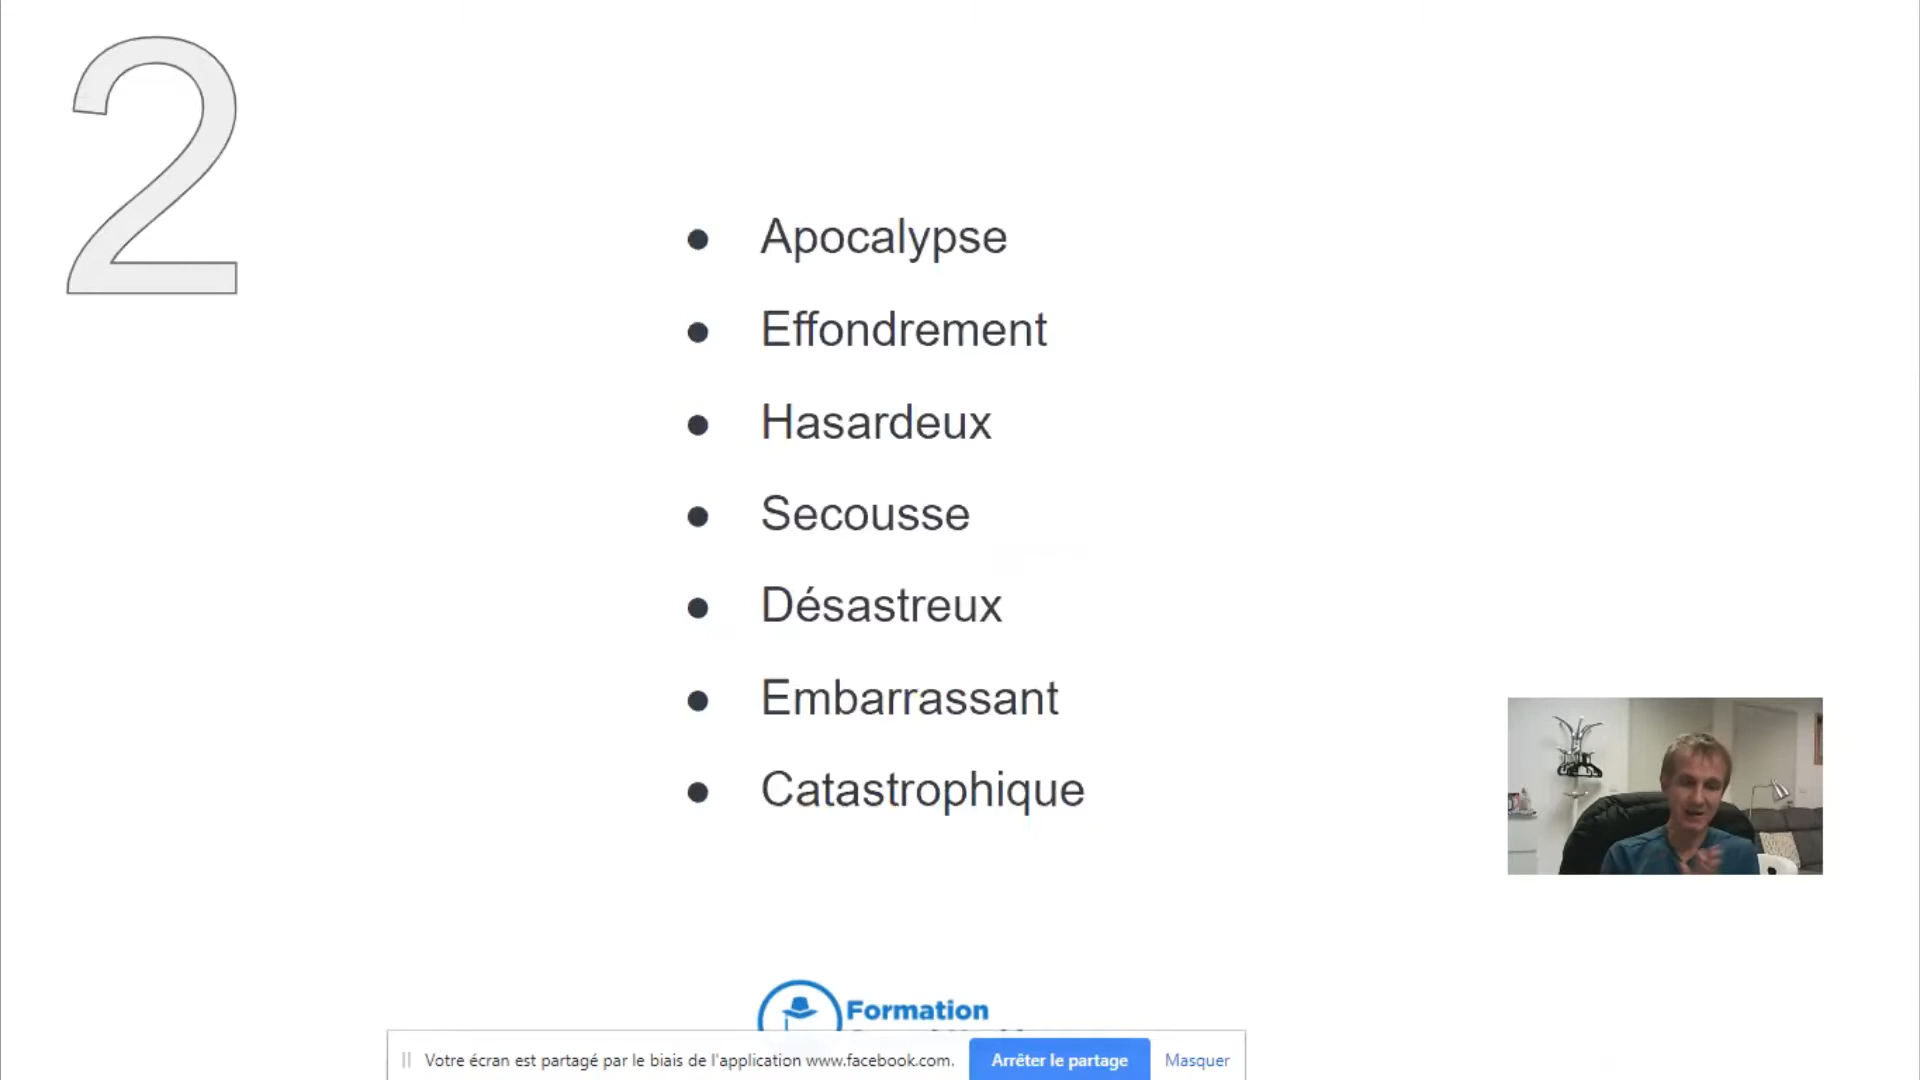 2
Apocalypse
Effondrement
Hasardeux
Secousse
Désastreux
Embarrassant
Catastrophique
Formation
Votre écran est partagé par le biais de l'application www.facebook.com.
Arrêter le partage
Masquer